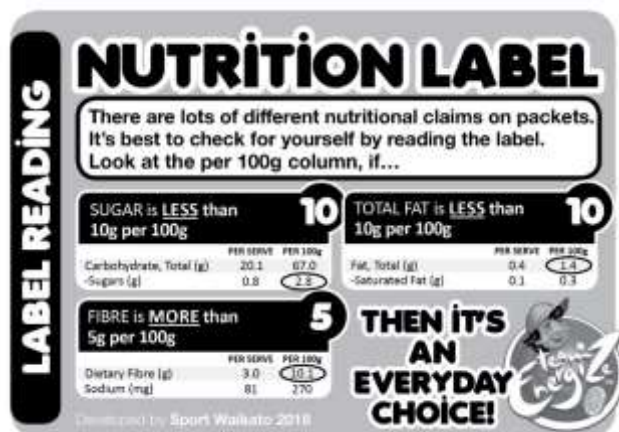 LABEL READING
NUTRITION LABEL
There are lots of different nutritional claims on packets.
It's best to check for yourself by reading the label.
Look at the per 100g column, if...
SUGAR is LESS than 10
10g per 100g
PER SERVE PER 100g
Carbohydrate, Total (g) 20.1 67.0
-Sugars (g) 0.8 2.8
TOTAL FAT is LESS than 10
10g per 100g
PER SERVE PER 100g
Fat, Total (g) 0.4 1.4
-Saturated Fat (g) 0.1 0.3
FIBRE is MORE than 5
5g per 100g
PER SERVE PER 100g
Dietary Fibre (g) 3.0 10.1
Sodium (mg) 81 270
THEN IT'S
AN
EVERYDAY
CHOICE!
Developed by Sport Waikato 2018